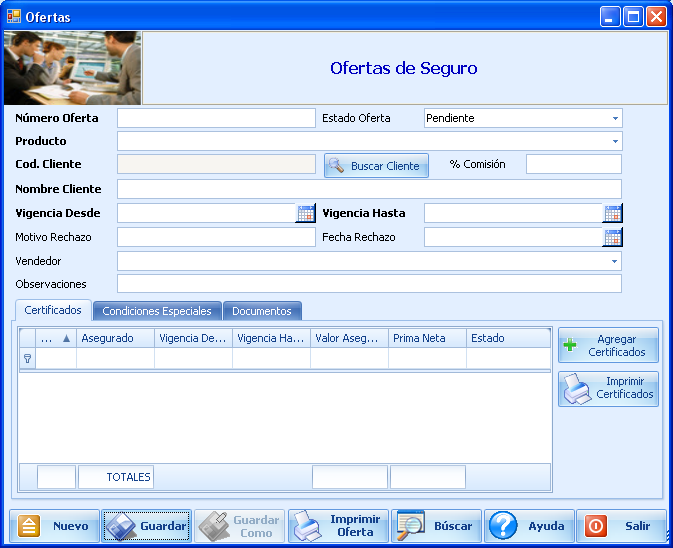 Ofertas
Ofertas de Seguro
Número Oferta
Estado Oferta
Pendiente
Producto
Cod. Cliente
Buscar Cliente
% Comisión
Nombre Cliente
Vigencia Desde
Vigencia Hasta
Motivo Rechazo
Fecha Rechazo
Vendedor
Observaciones
Certificados
Condiciones Especiales
Documentos
... Asegurado Vigencia De... Vigencia Ha... Valor Aseg... Prima Neta Estado
Agregar
Certificados
Imprimir
Certificados
TOTALES
Nuevo
Guardar
Guardar
Como
Imprimir
Oferta
Búscar
Ayuda
Salir